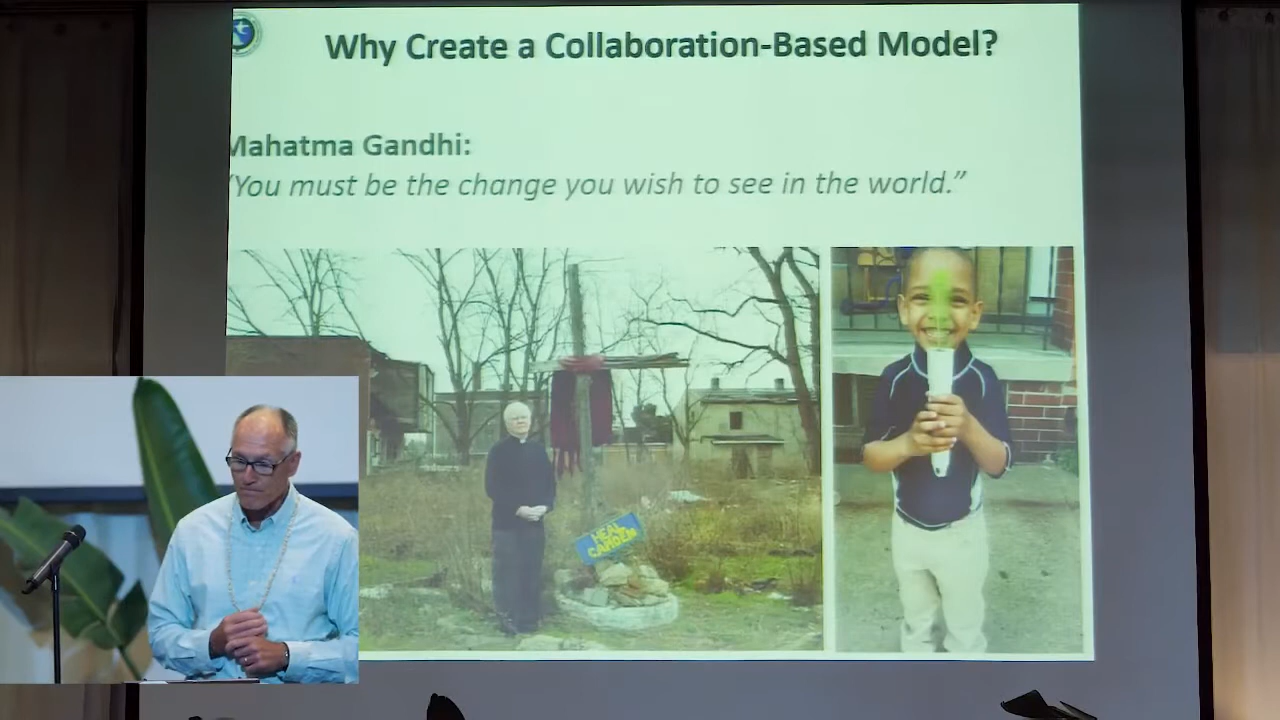 Why Create a Collaboration-Based Model?
Mahatma Gandhi:
“You must be the change you wish to see in the world.”
HEAL
CAMDEN